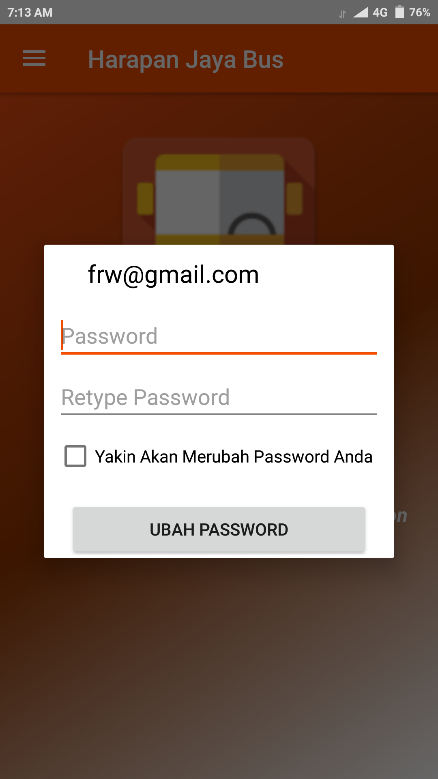 7:13 AM 4G 76%
Harapan Jaya Bus
frw@gmail.com
Password
Retype Password
Yakin Akan Merubah Password Anda
UBAH PASSWORD